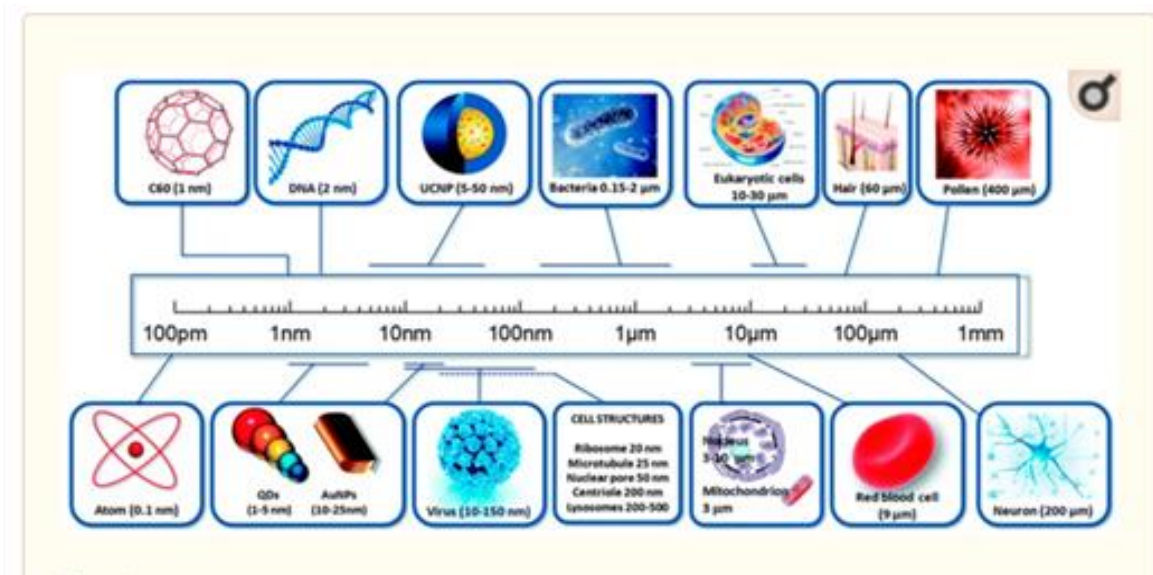 C60 (1 nm)
DNA (2 nm)
UCNP (5-50 nm)
Bacteria 0.15-2 µm
Eukaryotic cells
10-30 µm
Hair (60 µm)
Pollen (400 µm)
100pm
1nm
10nm
100nm
1µm
10µm
100µm
1mm
Atom (0.1 nm)
QDs
(1-5 nm)
AuNPs
(10-25nm)
Virus (10-150 nm)
CELL STRUCTURES
Ribosome 20 nm
Microtubule 25 nm
Nuclear pore 50 nm
Centriole 200 nm
Lysosomes 200-500
Nucleus
3-10 µm
Mitochondrion
3 µm
Red blood cell
(9 µm)
Neuron (200 µm)